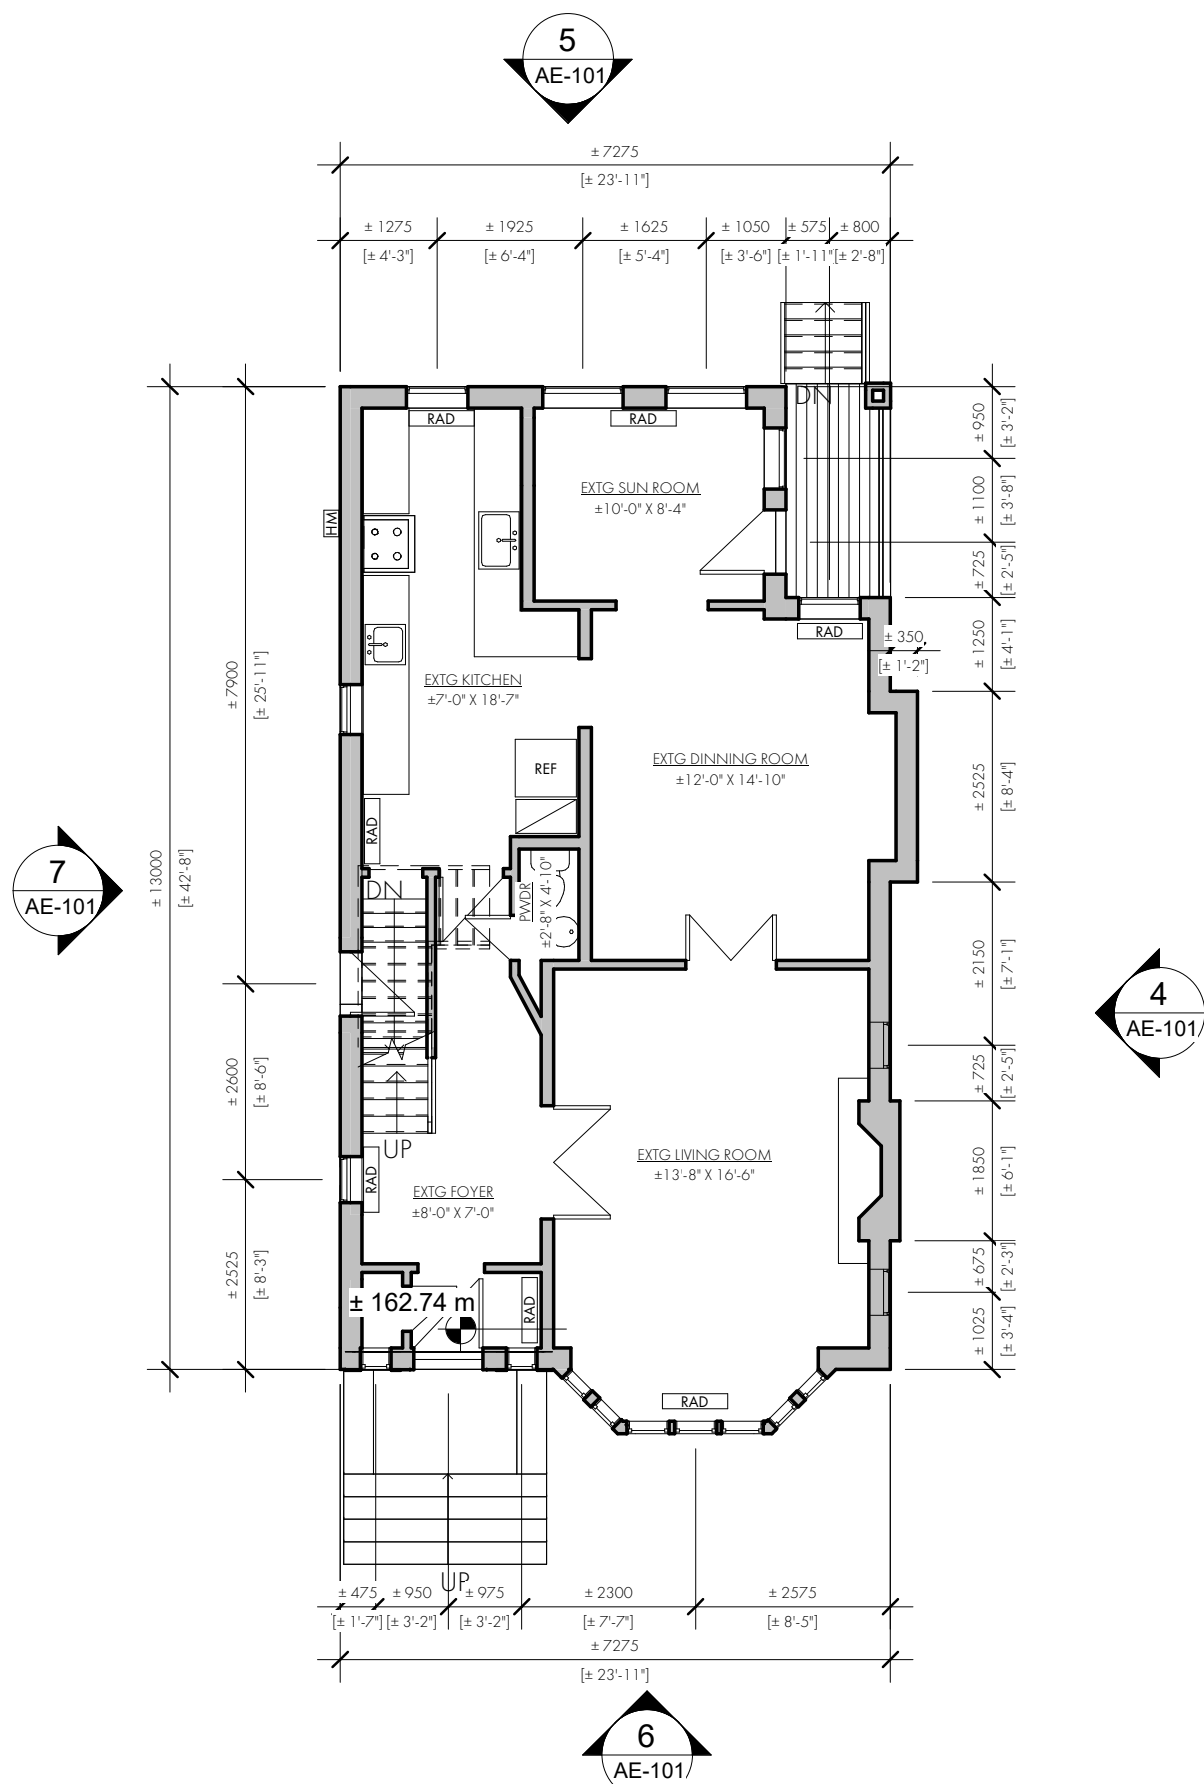 5
AE-101
± 7275
[± 23'-11"]
± 1275
± 1925
± 1625
± 1050
± 575
± 800
[± 4'-3"]
[± 6'-4"]
[± 5'-4"]
[± 3'-6"]
[± 1'-11"
[± 2'-8"]
DN
RAD
RAD
± 950
[± 3'-2"]
EXTG SUN ROOM
±10'-0" X 8'-4"
HM
± 1100
[± 3'-8"]
± 725
[± 2'-5"]
RAD
± 350
[± 1'-2"]
± 1250
[± 4'-1"]
± 7900
[± 25'-11"]
EXTG KITCHEN
±7'-0" X 18'-7"
REF
EXTG DINNING ROOM
±12'-0" X 14'-10"
± 2525
[± 8'-4"]
RAD
7
AE-101
± 13000
[± 42'-8"]
DN
PWDR
±2'-8" X 4'-10"
± 2150
[± 7'-1"]
4
AE-101
± 2600
[± 8'-6"]
± 725
[± 2'-5"]
UP
RAD
EXTG LIVING ROOM
±13'-8" X 16'-6"
± 1850
[± 6'-1"]
EXTG FOYER
±8'-0" X 7'-0"
± 2525
[± 8'-3"]
± 675
[± 2'-3"]
± 162.74 m
RAD
± 1025
[± 3'-4"]
RAD
UP
± 475
± 950
± 975
± 2300
± 2575
[± 1'-7"]
[± 3'-2"]
[± 3'-2"]
[± 7'-7"]
[± 8'-5"]
± 7275
[± 23'-11"]
6
AE-101